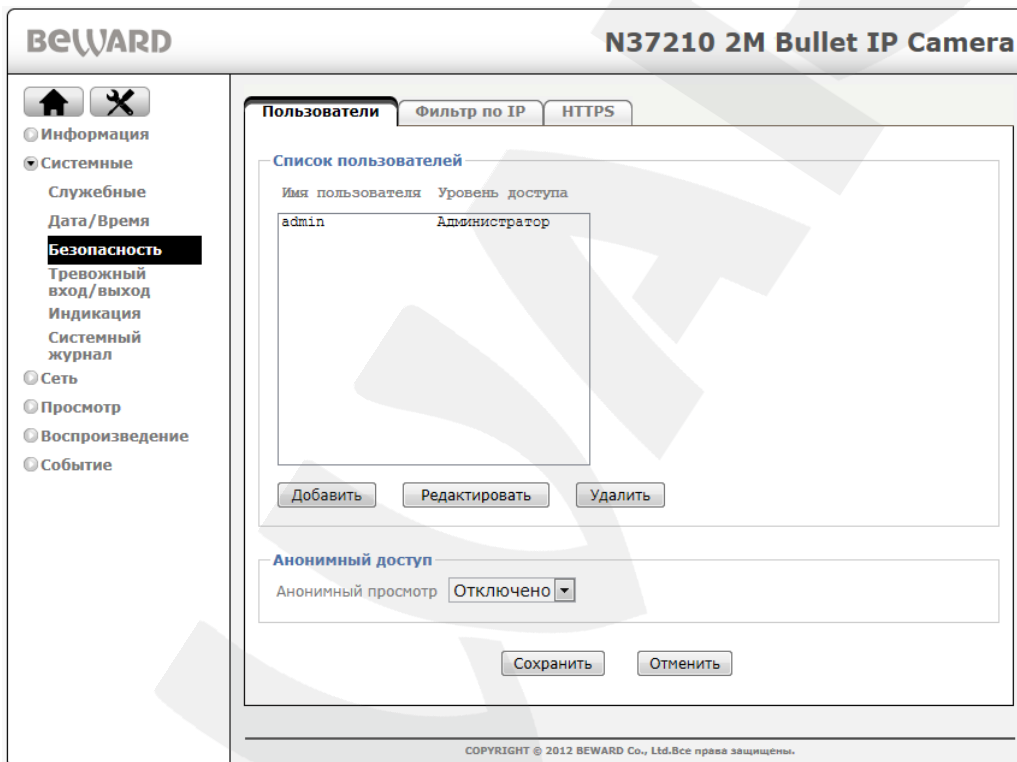 BEWARD
N37210 2M Bullet IP Camera
Информация
Системные
Служебные
Дата/Время
Безопасность
Тревожный
вход/выход
Индикация
Системный
журнал
Сеть
Просмотр
Воспроизведение
Событие
Пользователи Фильтр по IP HTTPS
Список пользователей
Имя пользователя Уровень доступа
admin Администратор
Добавить Редактировать Удалить
Анонимный доступ
Анонимный просмотр Отключено
Сохранить Отменить
COPYRIGHT © 2012 BEWARD Co., Ltd.Все права защищены.